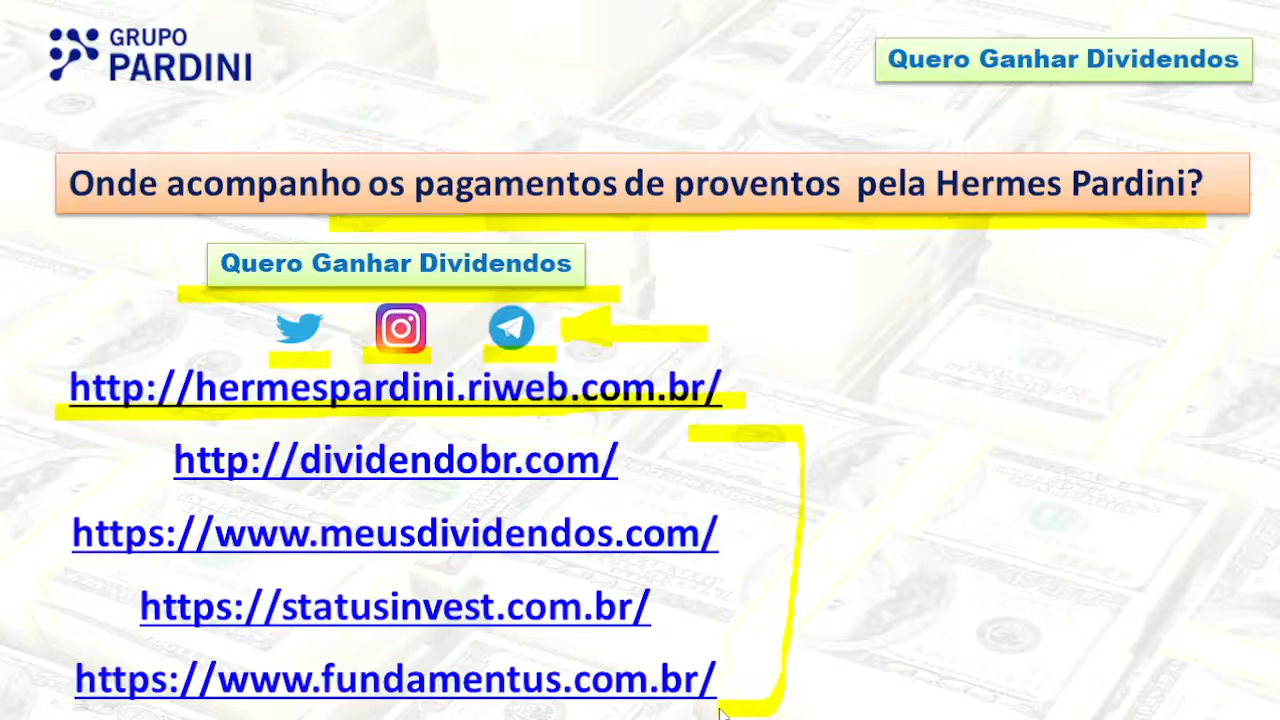 GRUPO
PARDINI
Quero Ganhar Dividendos
Onde acompanho os pagamentos de proventos pela Hermes Pardini?
Quero Ganhar Dividendos
http://hermespardini.riweb.com.br/
http://dividendobr.com/
https://www.meusdividendos.com/
https://statusinvest.com.br/
https://www.fundamentus.com.br/